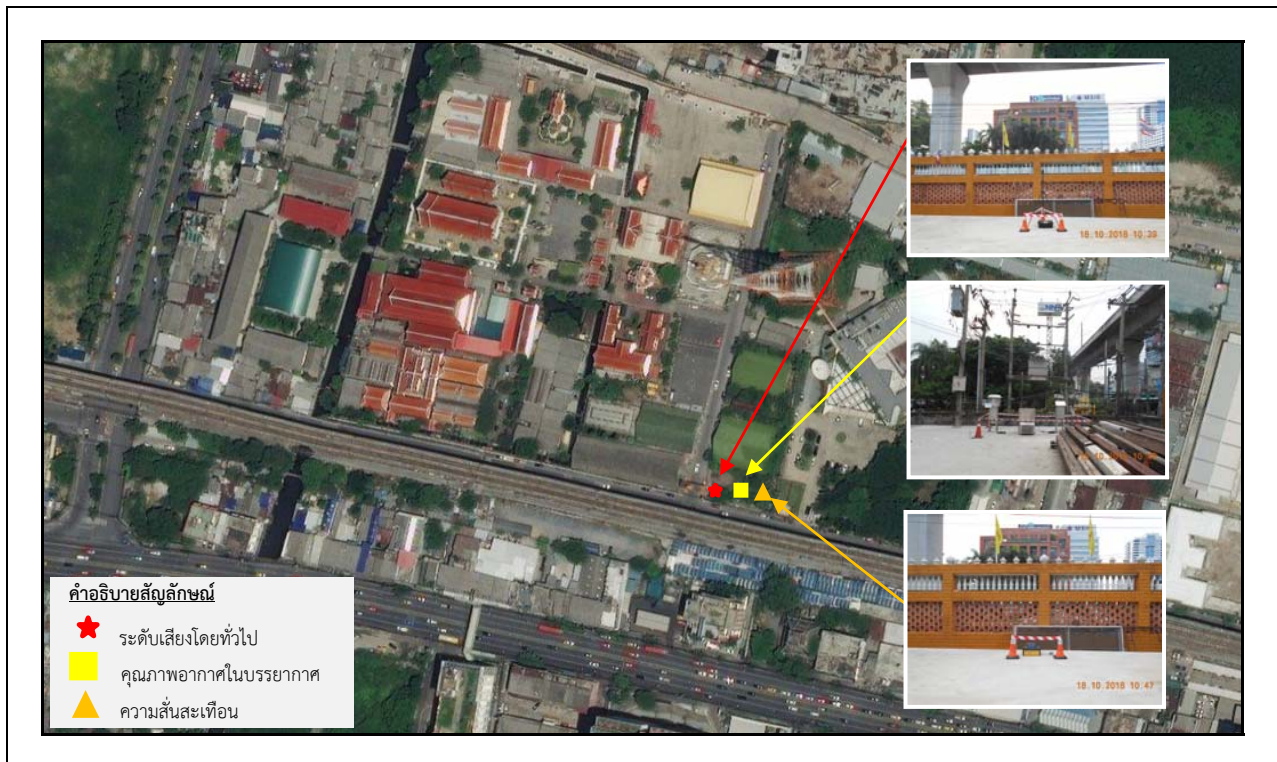 18.10.2018 10:39
18.10.2018 10:47
คำอธิบายสัญลักษณ์
ระดับเสียงโดยทั่วไป
คุณภาพอากาศในบรรยากาศ
ความสั่นสะเทือน